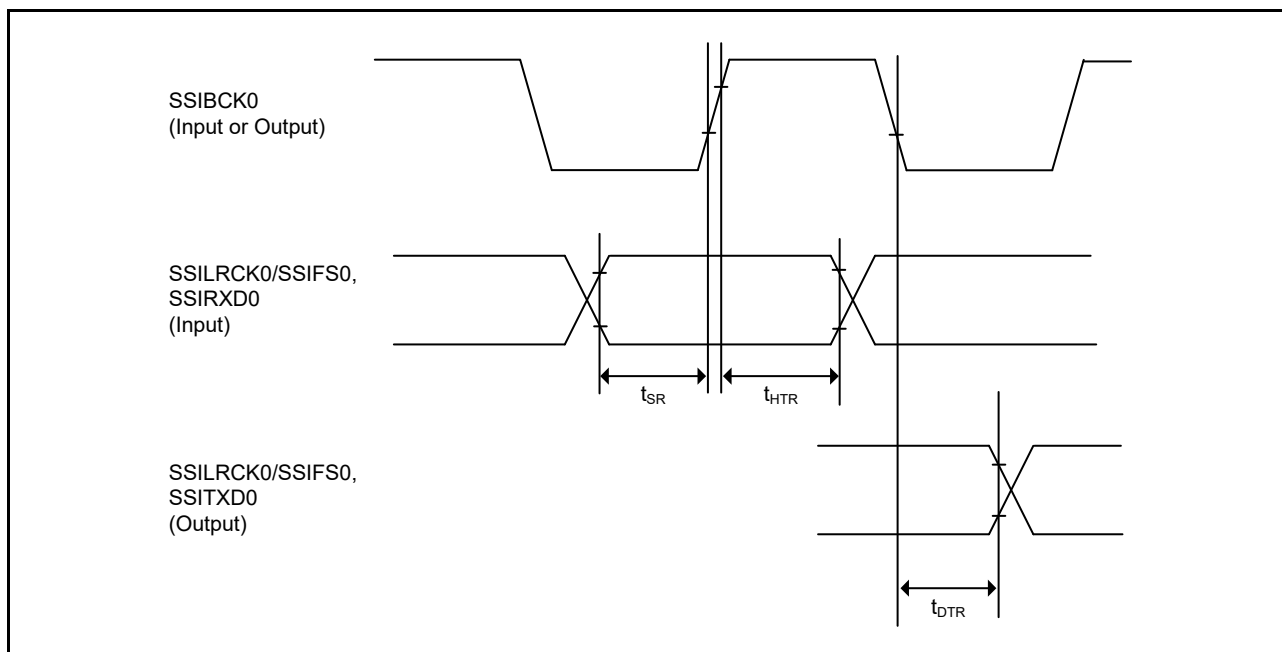 SSIBCK0
(Input or Output)
SSILRCK0/SSIFS0,
SSIRXD0
(Input)
tSR
tHTR
SSILRCK0/SSIFS0,
SSITXD0
(Output)
tDTR